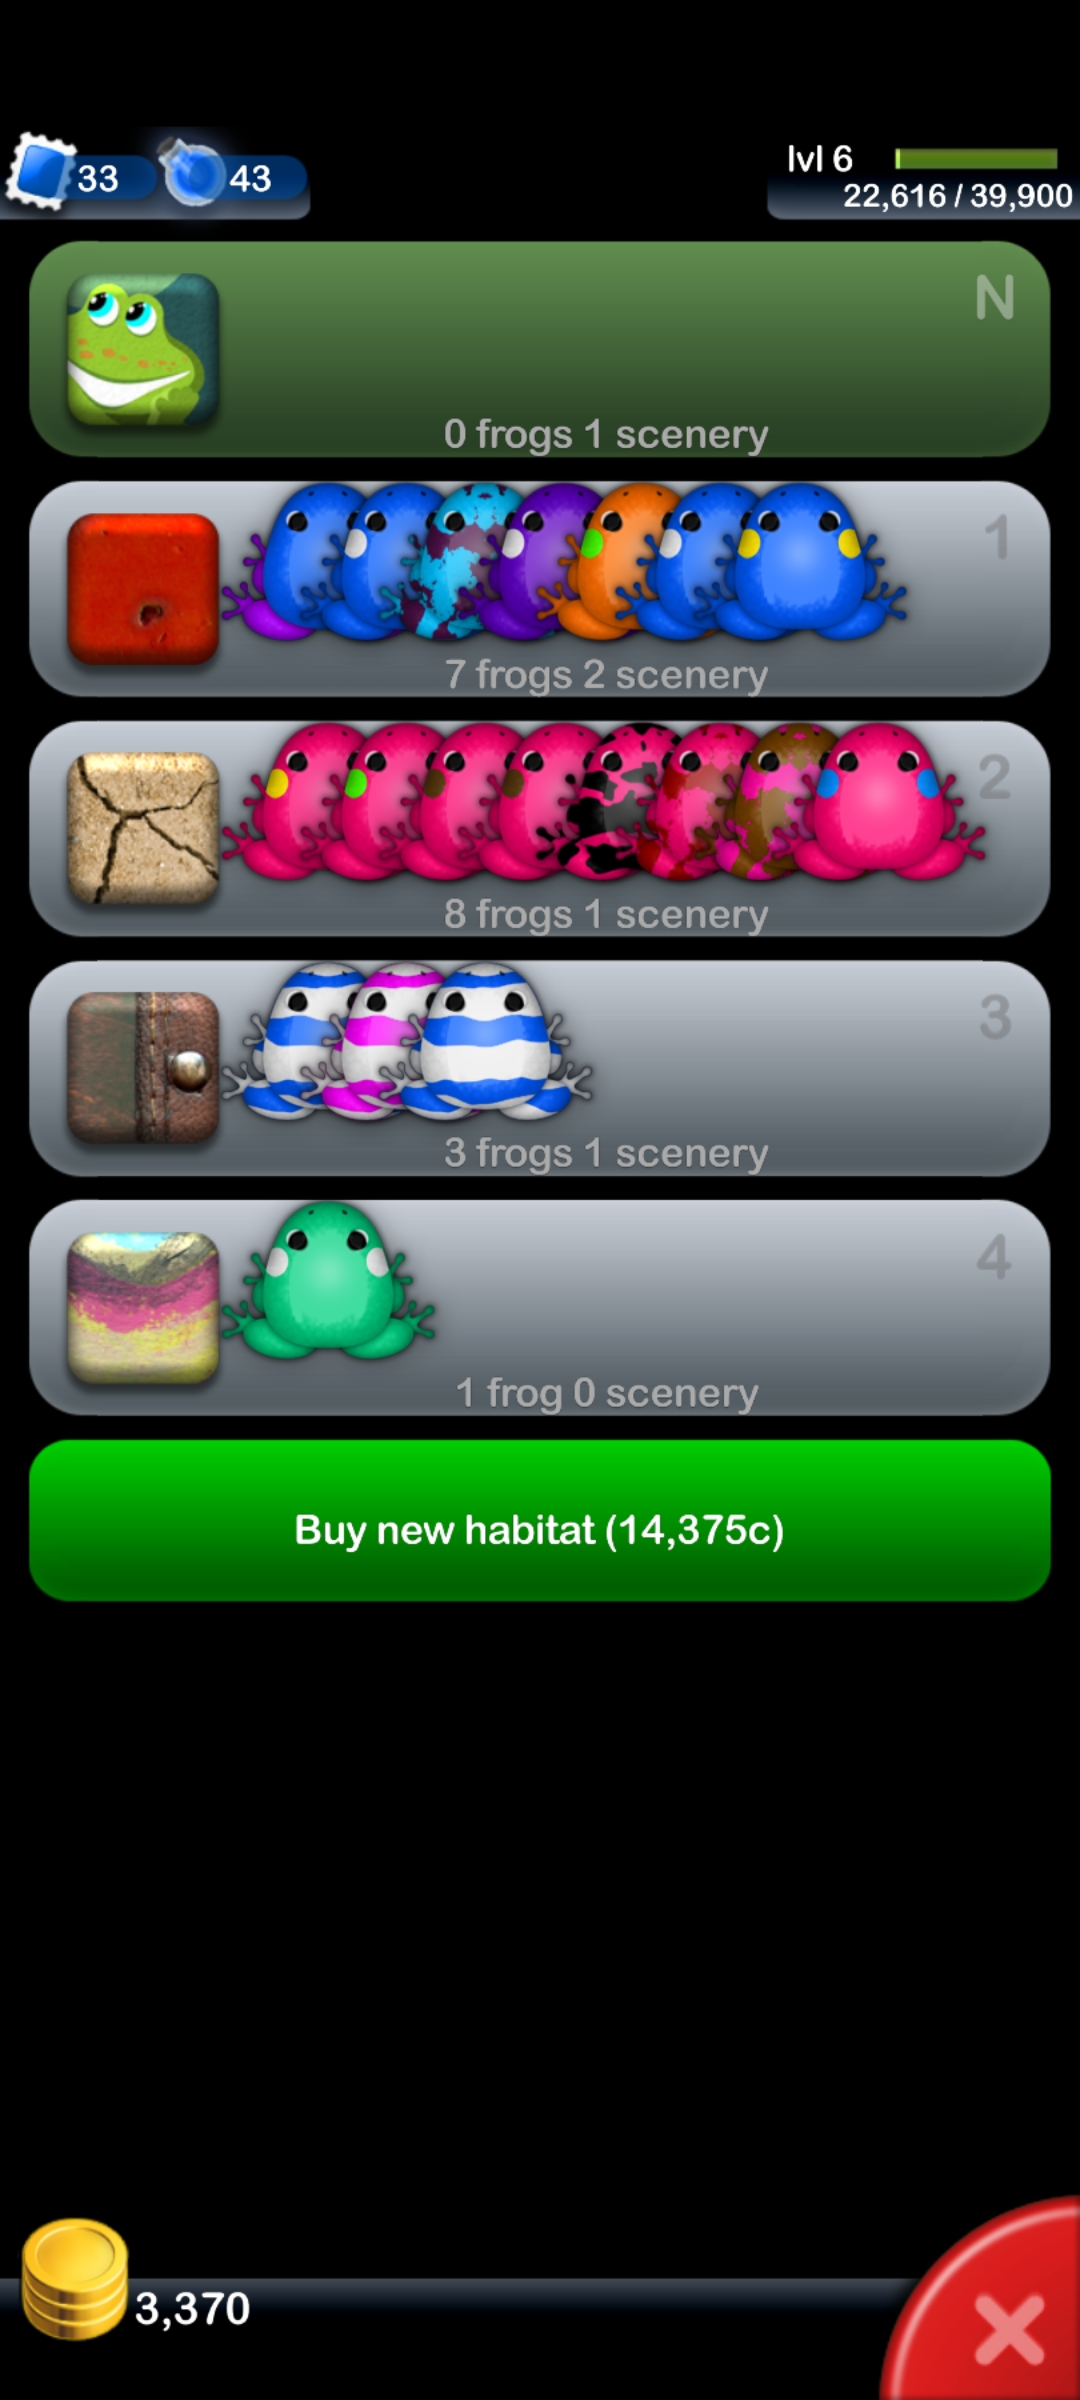 33 43 lvl 6
22,616 / 39,900
N
0 frogs 1 scenery
1
7 frogs 2 scenery
2
8 frogs 1 scenery
3
3 frogs 1 scenery
4
1 frog 0 scenery
Buy new habitat (14,375c)
3,370